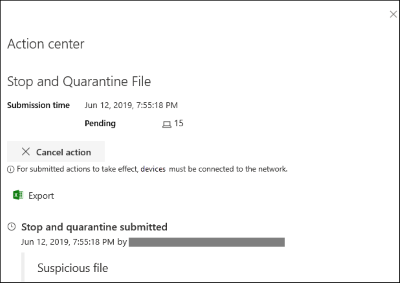 Action center
Stop and Quarantine File
Submission time Jun 12, 2019, 7:55:18 PM
Pending 15
Cancel action
For submitted actions to take effect, devices must be connected to the network.
Export
Stop and quarantine submitted
Jun 12, 2019, 7:55:18 PM by
Suspicious file